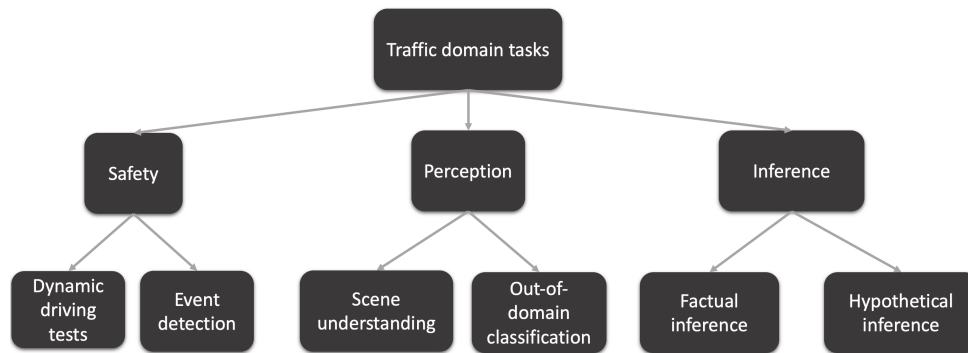 Traffic domain tasks
Safety
Perception
Inference
Dynamic
driving
tests
Event
detection
Scene
understanding
Out-of-
domain
classification
Factual
inference
Hypothetical
inference